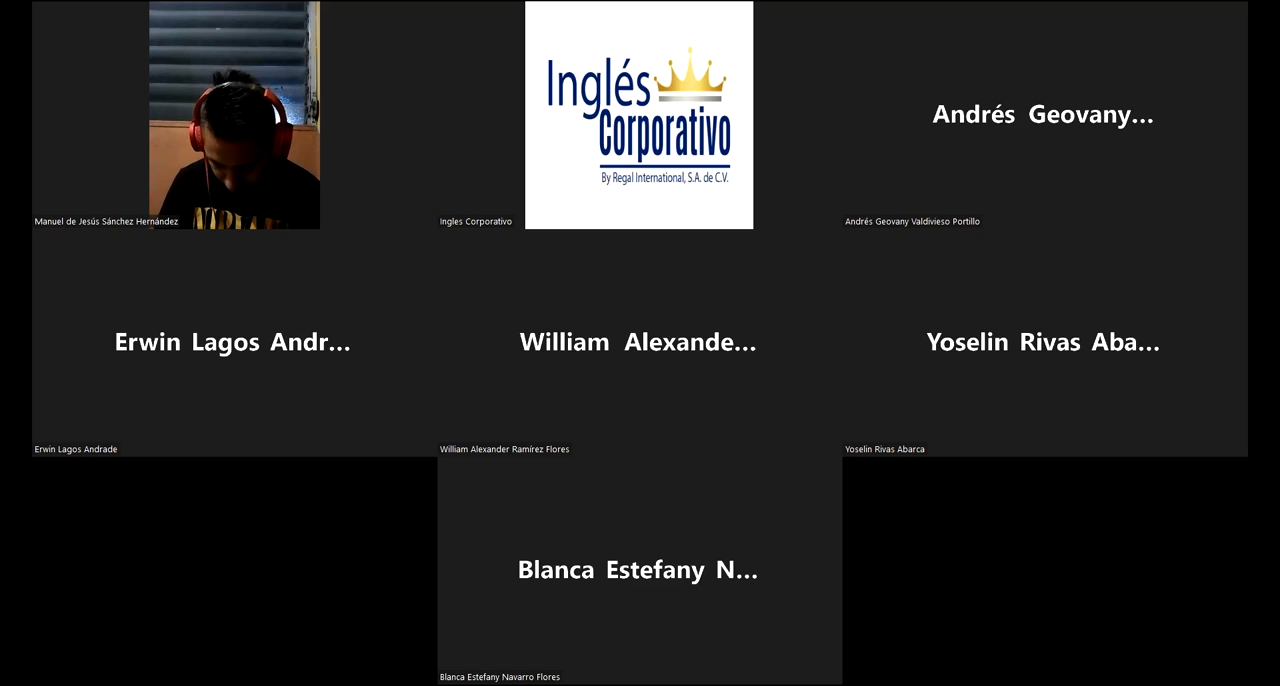 Inglés
Corporativo
By Regal International, S.A. de C.V.
Andrés Geovany...
Manuel de Jesús Sánchez Hernández
Ingles Corporativo
Andrés Geovany Valdivieso Portillo
Erwin Lagos Andr...
William Alexande...
Yoselin Rivas Aba...
Erwin Lagos Andrade
William Alexander Ramírez Flores
Yoselin Rivas Abarca
Blanca Estefany N...
Blanca Estefany Navarro Flores